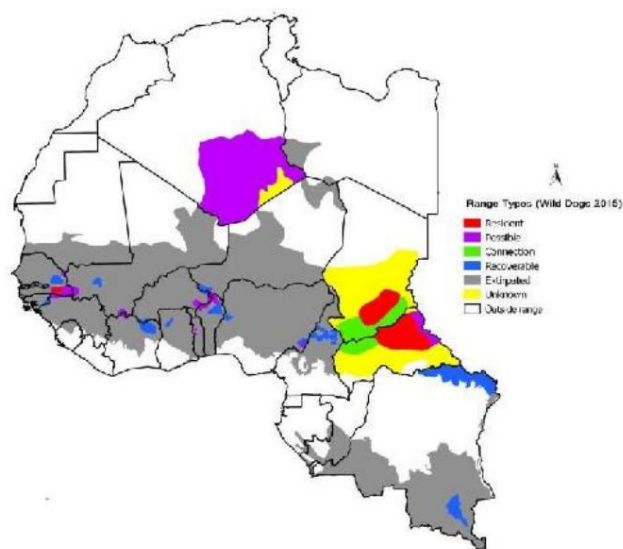 Range Types (Wild Dogs 2015)
Resident
Possible
Connection
Recoverable
Extirpated
Unknown
Outside range